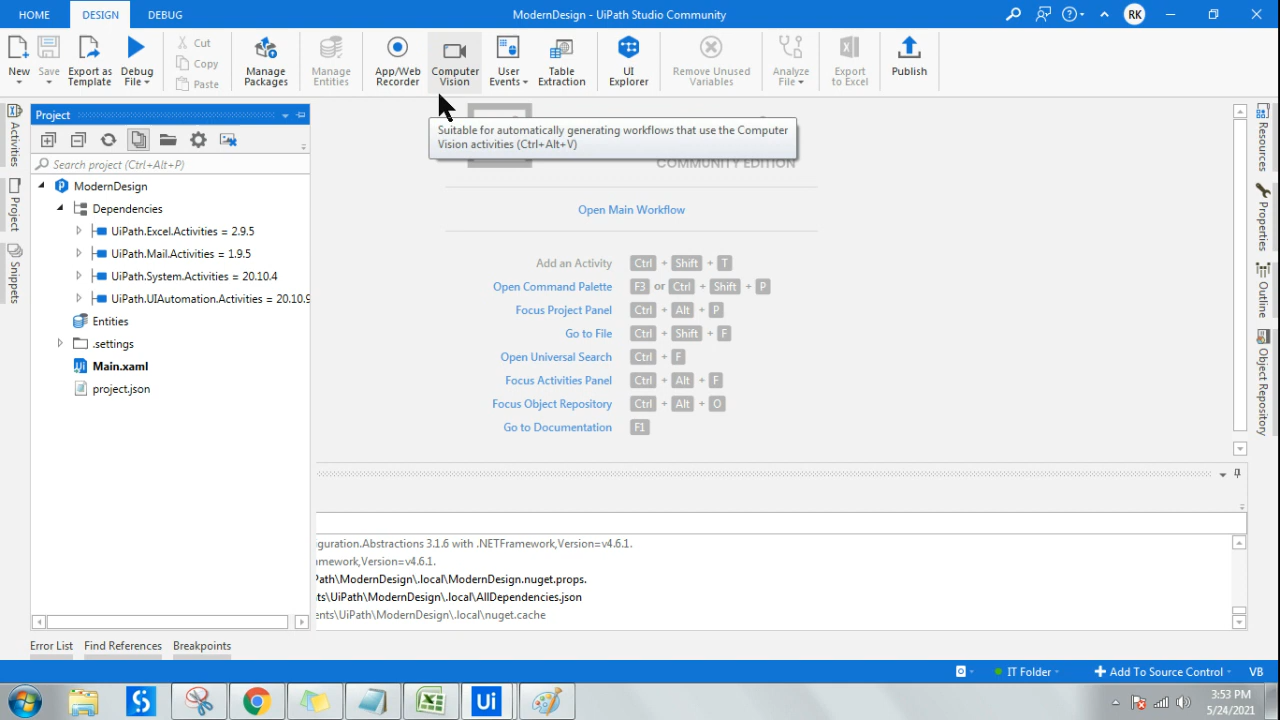 HOME DESIGN DEBUG ModernDesign - UiPath Studio Community RK
New Save Export as Template Debug File Cut Copy Paste Manage Packages Manage Entities App/Web Recorder Computer Vision User Events Table Extraction UI Explorer Remove Unused Variables Analyze File Export to Excel Publish
Suitable for automatically generating workflows that use the Computer
Vision activities (Ctrl+Alt+V)
COMMUNITY EDITION
Activities
Project
Snippets
Project
Search project (Ctrl+Alt+P)
ModernDesign
Dependencies
UiPath.Excel.Activities = 2.9.5
UiPath.Mail.Activities = 1.9.5
UiPath.System.Activities = 20.10.4
UiPath.UIAutomation.Activities = 20.10.9
Entities
.settings
Main.xaml
project.json
Open Main Workflow
Add an Activity Ctrl + Shift + T
Open Command Palette F3 or Ctrl + Shift + P
Focus Project Panel Ctrl + Alt + P
Go to File Ctrl + Shift + F
Open Universal Search Ctrl + F
Focus Activities Panel Ctrl + Alt + F
Focus Object Repository Ctrl + Alt + O
Go to Documentation F1
Resources
Properties
Outline
Object Repository
iguration.Abstractions 3.1.6 with .NETFramework,Version=v4.6.1.
amework,Version=v4.6.1.
Path\ModernDesign\.local\ModernDesign.nuget.props.
ts\UiPath\ModernDesign\.local\AllDependencies.json
ents\UiPath\ModernDesign\.local\nuget.cache
Error List Find References Breakpoints
IT Folder Add To Source Control VB
Ui 3:53 PM
5/24/2021